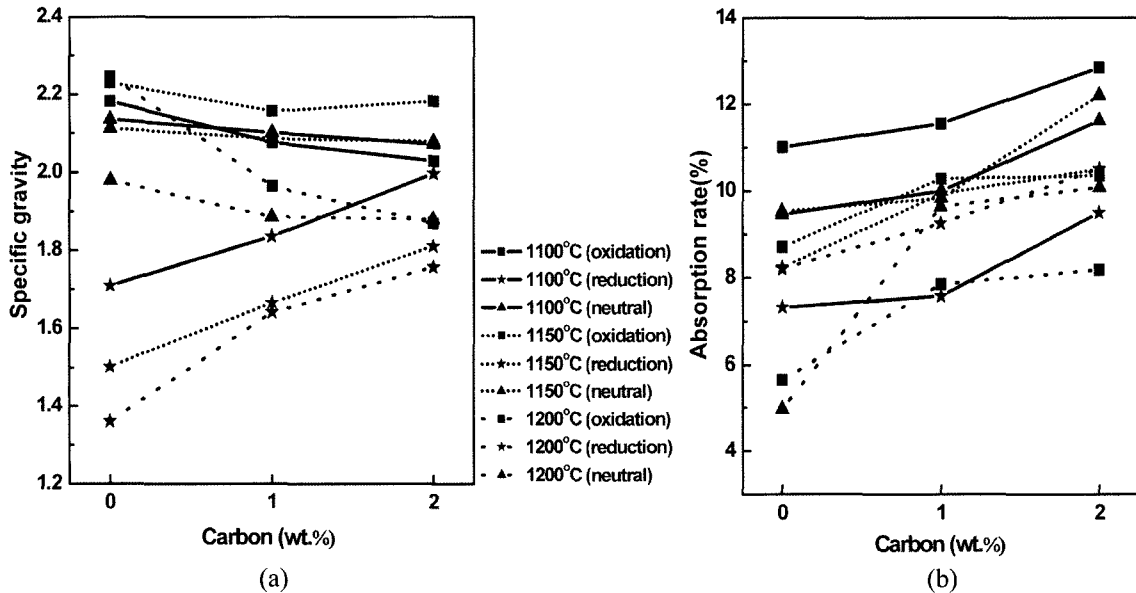 (a)
2.4
2.2
2.0
1.8
1.6
1.4
1.2
Specific gravity
0 1 2
Carbon (wt.%)
(a)
1100°C (oxidation)
1100°C (reduction)
1100°C (neutral)
1150°C (oxidation)
1150°C (reduction)
1150°C (neutral)
1200°C (oxidation)
1200°C (reduction)
1200°C (neutral)
(b)
14
12
10
8
6
4
Absorption rate(%)
0 1 2
Carbon (wt.%)
(b)